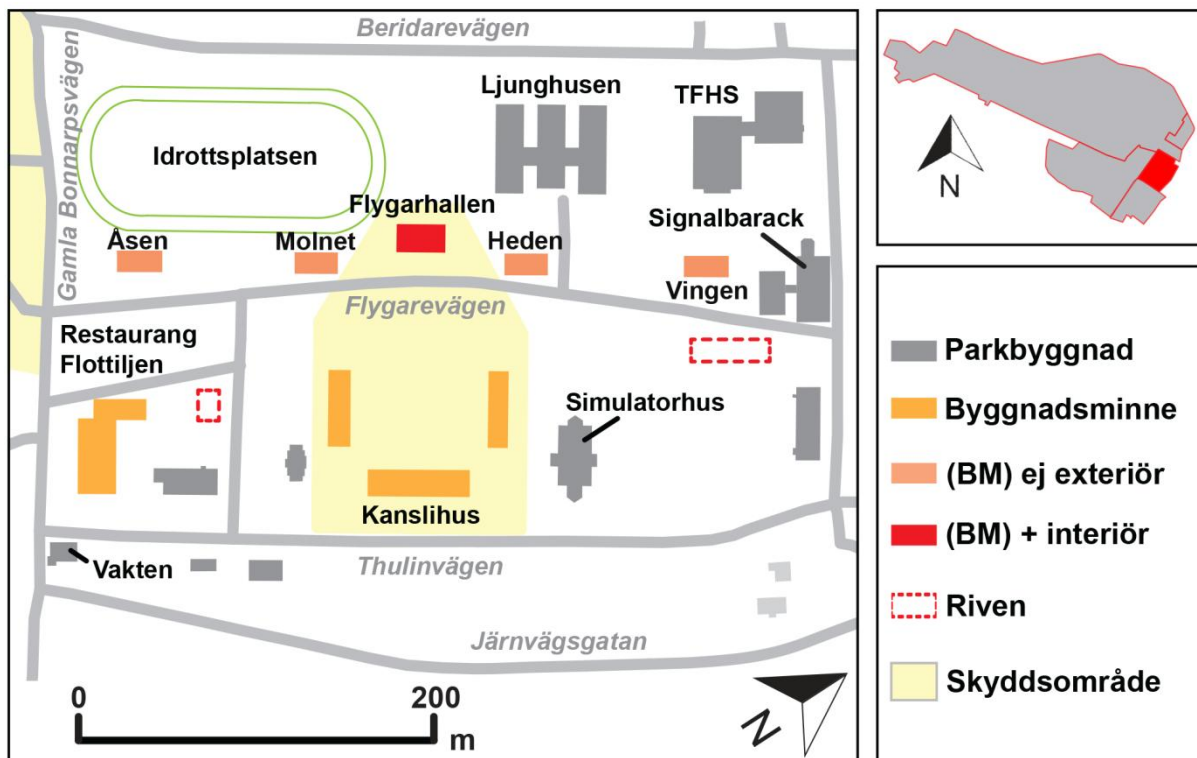 Beridarevägen
Gamla Bonnarpsvägen
Ljunghusen
TFHS
Idrottsplatsen
Flygarhallen
Signalbarack
Åsen
Molnet
Heden
Vingen
Flygarevägen
Restaurang
Flottiljen
Simulatorhus
Kanslihus
Vakten
Thulinvägen
Järnvägsgatan
0
200
m
N
N
Parkbyggnad
Byggnadsminne
(BM) ej exteriör
(BM) + interiör
Riven
Skyddsområde